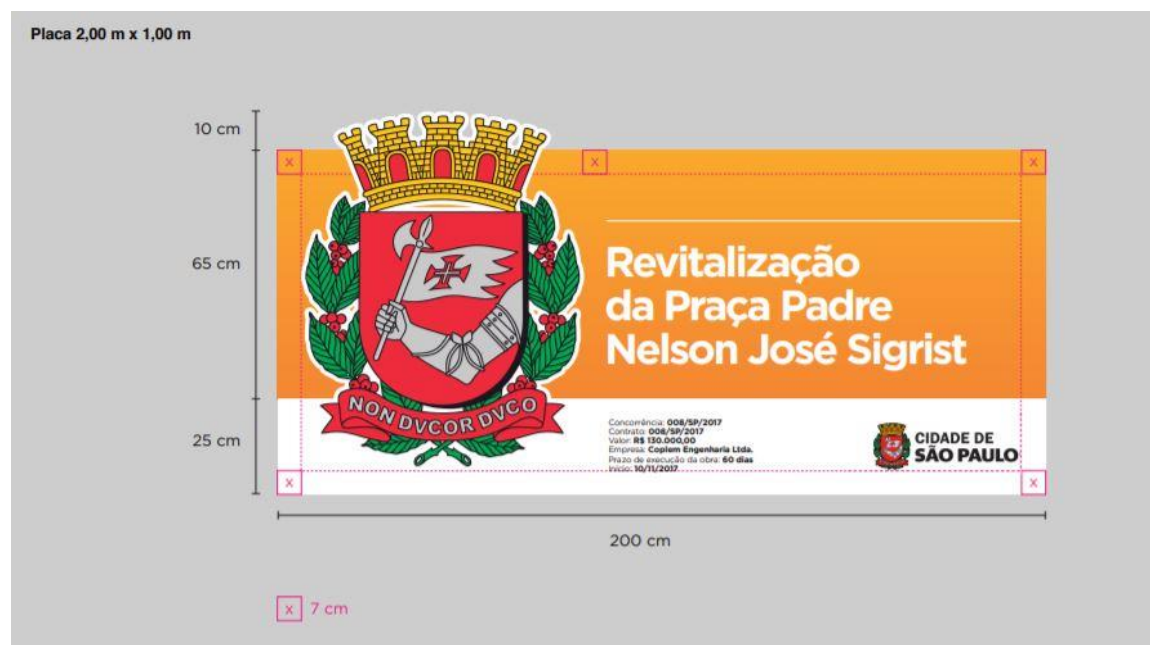 Placa 2,00 m x 1,00 m
10 cm
x
x
x
65 cm
Revitalização
da Praça Padre
Nelson José Sigrist
25 cm
NON DVCOR DVCO
Concorrência: 008/SP/2017
Contrato: 008/SP/2017
Valor: R$ 130.000,00
Empresa: Coplem Engenharia Ltda.
Prazo de execução da obra: 60 dias
Início: 10/11/2017
CIDADE DE
SÃO PAULO
x
x
200 cm
x 7 cm